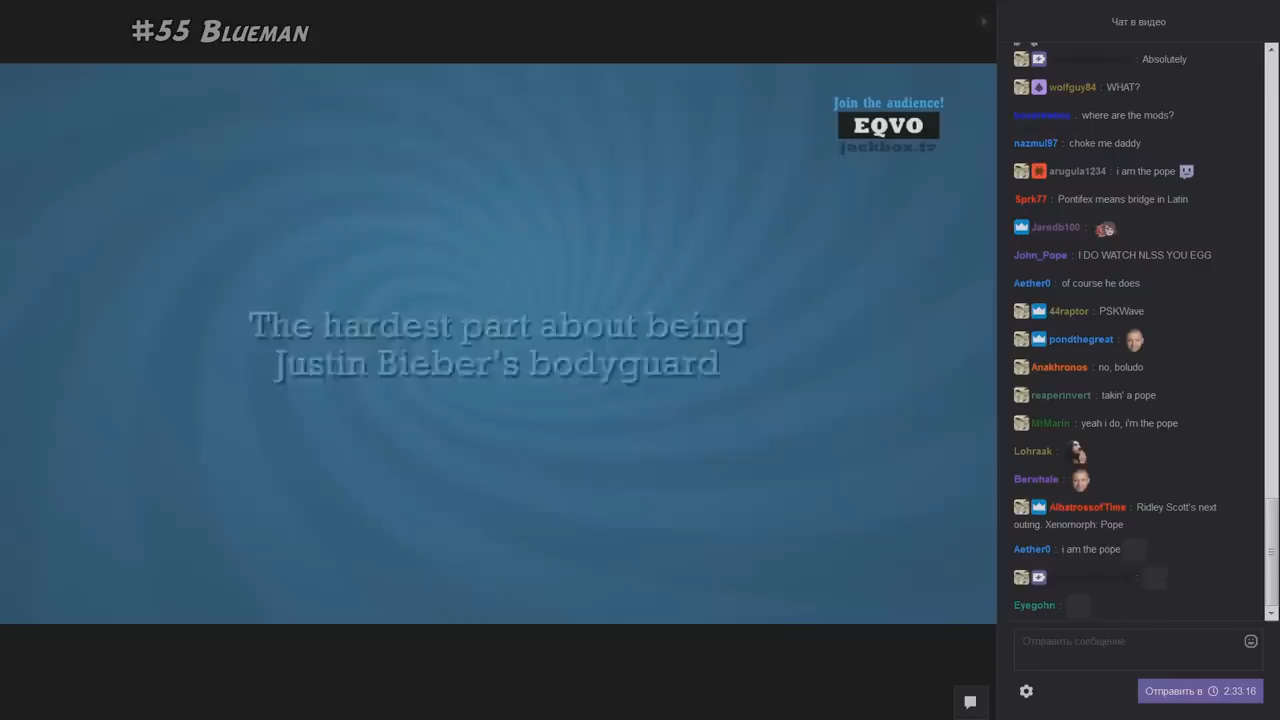 #55 Blueman
Join the audience!
EQVO
jackbox.tv
The hardest part about being
Justin Bieber's bodyguard
Чат в видео
: Absolutely
wolfguy84 : WHAT?
. where are the mods?
nazmul97 : choke me daddy
arugula1234 : i am the pope
Sprk77 : Pontifex means bridge in Latin
Jaredb100 :
John_Pope : I DO WATCH NLSS YOU EGG
Aether0 : of course he does
44raptor : PSKWave
pondthegreat :
Anakhronos : no, boludo
reaperinvert : takin' a pope
MtMarin : yeah i do, i'm the pope
Lohraak :
Berwhale :
AlbatrossofTime : Ridley Scott's next
outing. Xenomorph: Pope
Aether0 : i am the pope
:
Eyegohn :
Отправить сообщение
Отправить в 2:33:16